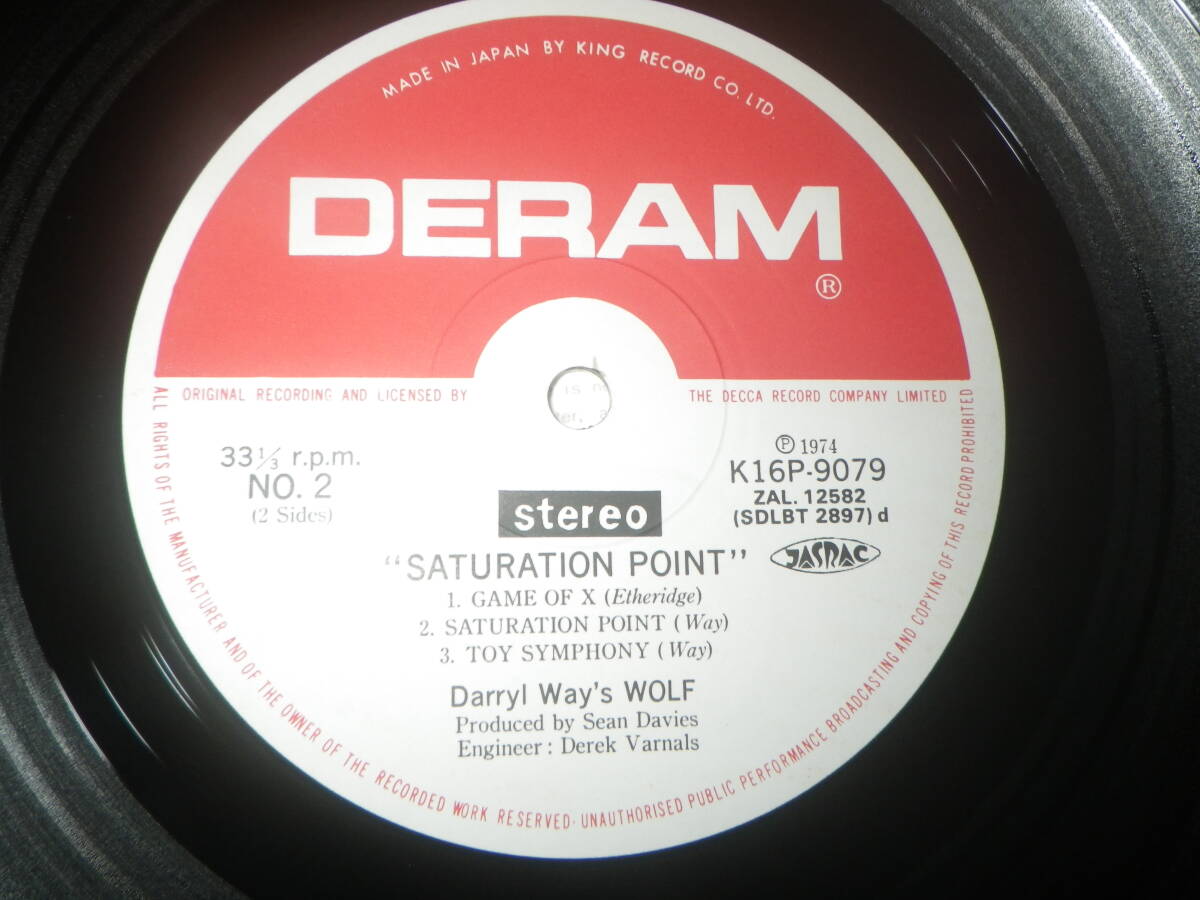 MADE IN JAPAN BY KING RECORD CO. LTD.
DERAM
®
ORIGINAL RECORDING AND LICENSED BY THE DECCA RECORD COMPANY LIMITED
33 1/3 r.p.m.
NO. 2
(2 Sides)
stereo
Ⓟ 1974
K16P-9079
ZAL. 12582
(SDLBT 2897) d
JASRAC
"SATURATION POINT"
1. GAME OF X (Etheridge)
2. SATURATION POINT (Way)
3. TOY SYMPHONY (Way)
Darryl Way's WOLF
Produced by Sean Davies
Engineer : Derek Varnals
ALL RIGHTS OF THE MANUFACTURER AND OF THE OWNER OF THE RECORDED WORK RESERVED· UNAUTHORISED PUBLIC PERFORMANCE BROADCASTING AND COPYING OF THIS RECORD PROHIBITED